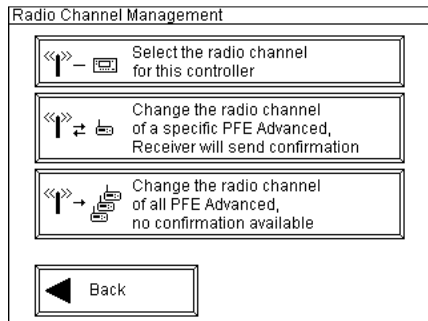 Radio Channel Management
Select the radio channel
for this controller
Change the radio channel
of a specific PFE Advanced,
Receiver will send confirmation
Change the radio channel
of all PFE Advanced,
no confirmation available
Back